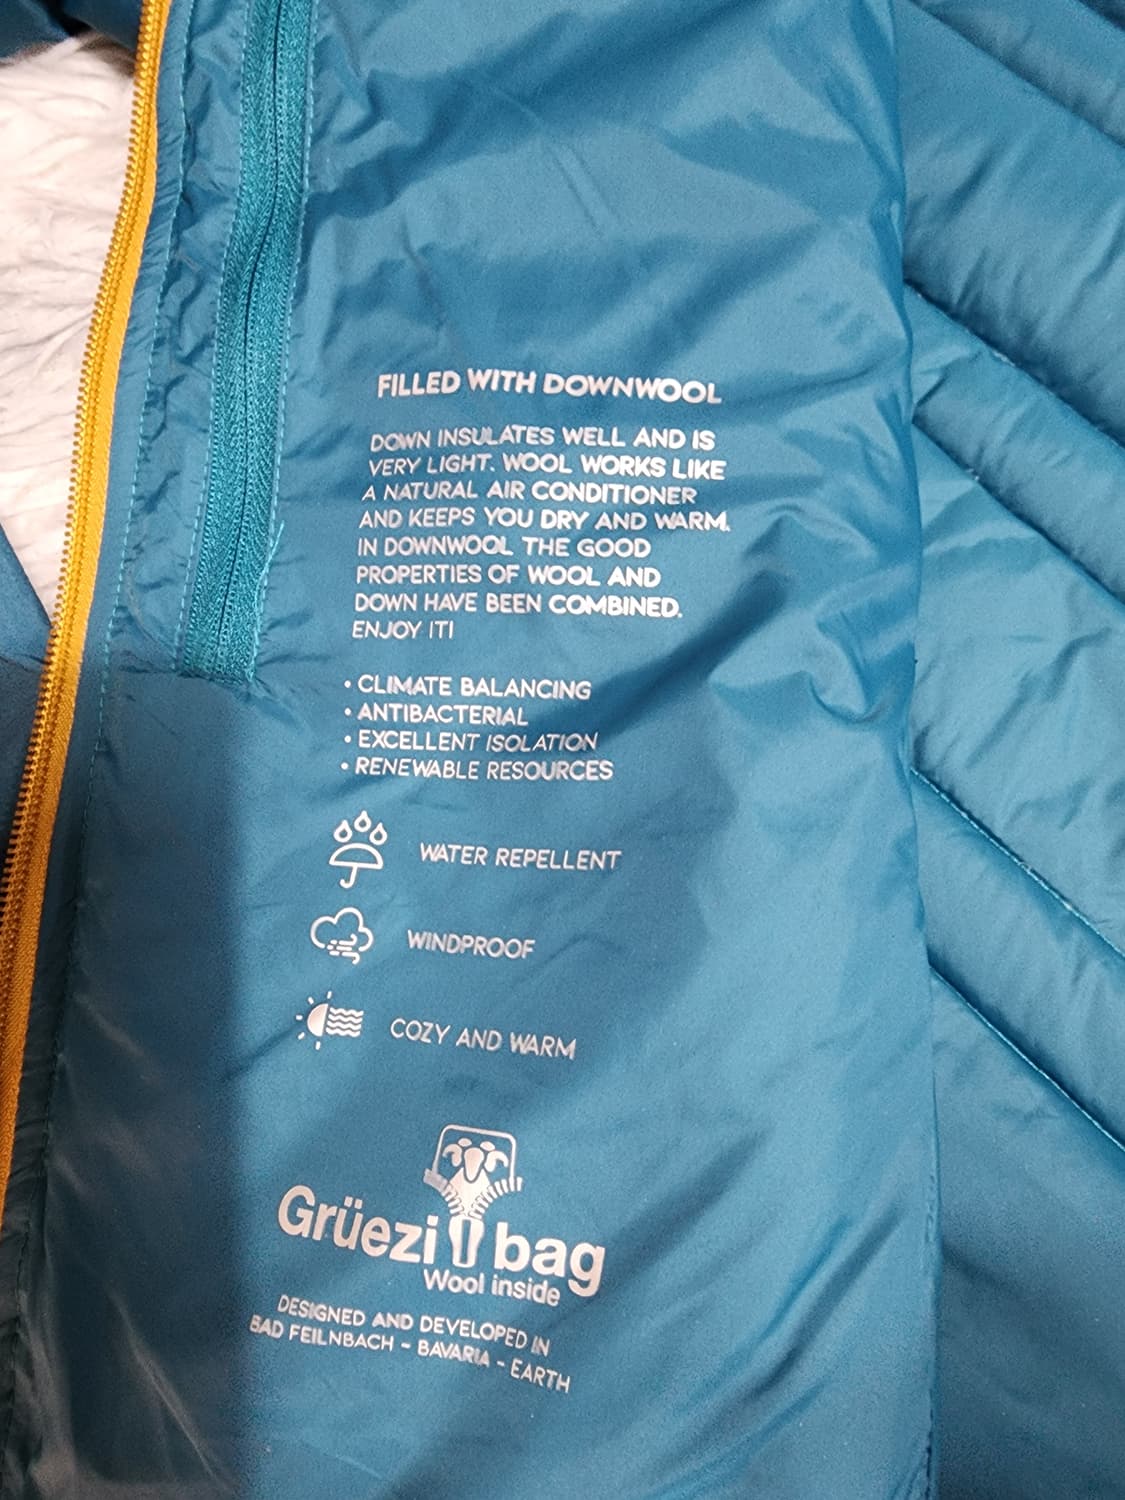 FILLED WITH DOWNWOOL
DOWN INSULATES WELL AND IS
VERY LIGHT. WOOL WORKS LIKE
A NATURAL AIR CONDITIONER
AND KEEPS YOU DRY AND WARM.
IN DOWNWOOL THE GOOD
PROPERTIES OF WOOL AND
DOWN HAVE BEEN COMBINED.
ENJOY IT!
• CLIMATE BALANCING
• ANTIBACTERIAL
• EXCELLENT ISOLATION
• RENEWABLE RESOURCES
WATER REPELLENT
WINDPROOF
COZY AND WARM
Grüezi bag
Wool inside
DESIGNED AND DEVELOPED IN
BAD FEILNBACH - BAVARIA - EARTH